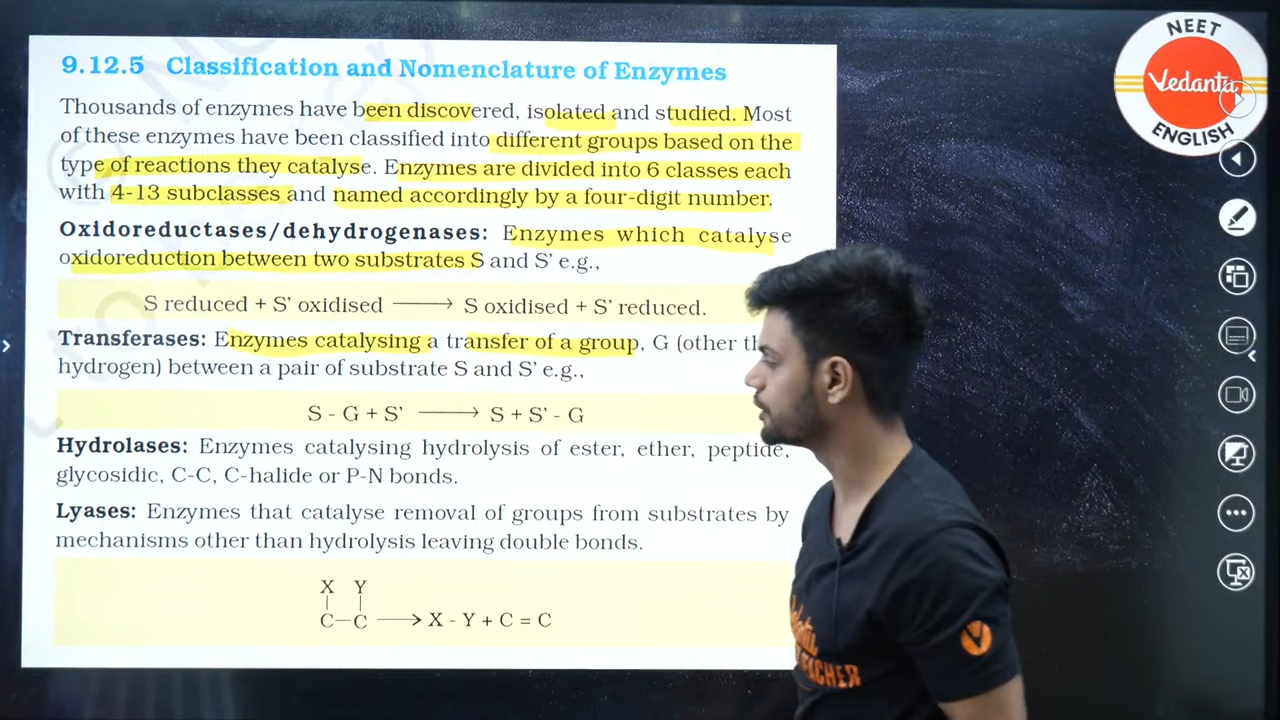 9.12.5 Classification and Nomenclature of Enzymes
Thousands of enzymes have been discovered, isolated and studied. Most
of these enzymes have been classified into different groups based on the
type of reactions they catalyse. Enzymes are divided into 6 classes each
with 4-13 subclasses and named accordingly by a four-digit number.
Oxidoreductases/dehydrogenases: Enzymes which catalyse
oxidoreduction between two substrates S and S’ e.g.,
S reduced + S’ oxidised ⟶ S oxidised + S’ reduced.
Transferases: Enzymes catalysing a transfer of a group, G (other
hydrogen) between a pair of substrate S and S’ e.g.,
S - G + S’ ⟶ S + S’ - G
Hydrolases: Enzymes catalysing hydrolysis of ester, ether, peptide,
glycosidic, C-C, C-halide or P-N bonds.
Lyases: Enzymes that catalyse removal of groups from substrates by
mechanisms other than hydrolysis leaving double bonds.
X Y
| |
C–C ⟶ X - Y + C = C
NEET
Vedantu
ENGLISH